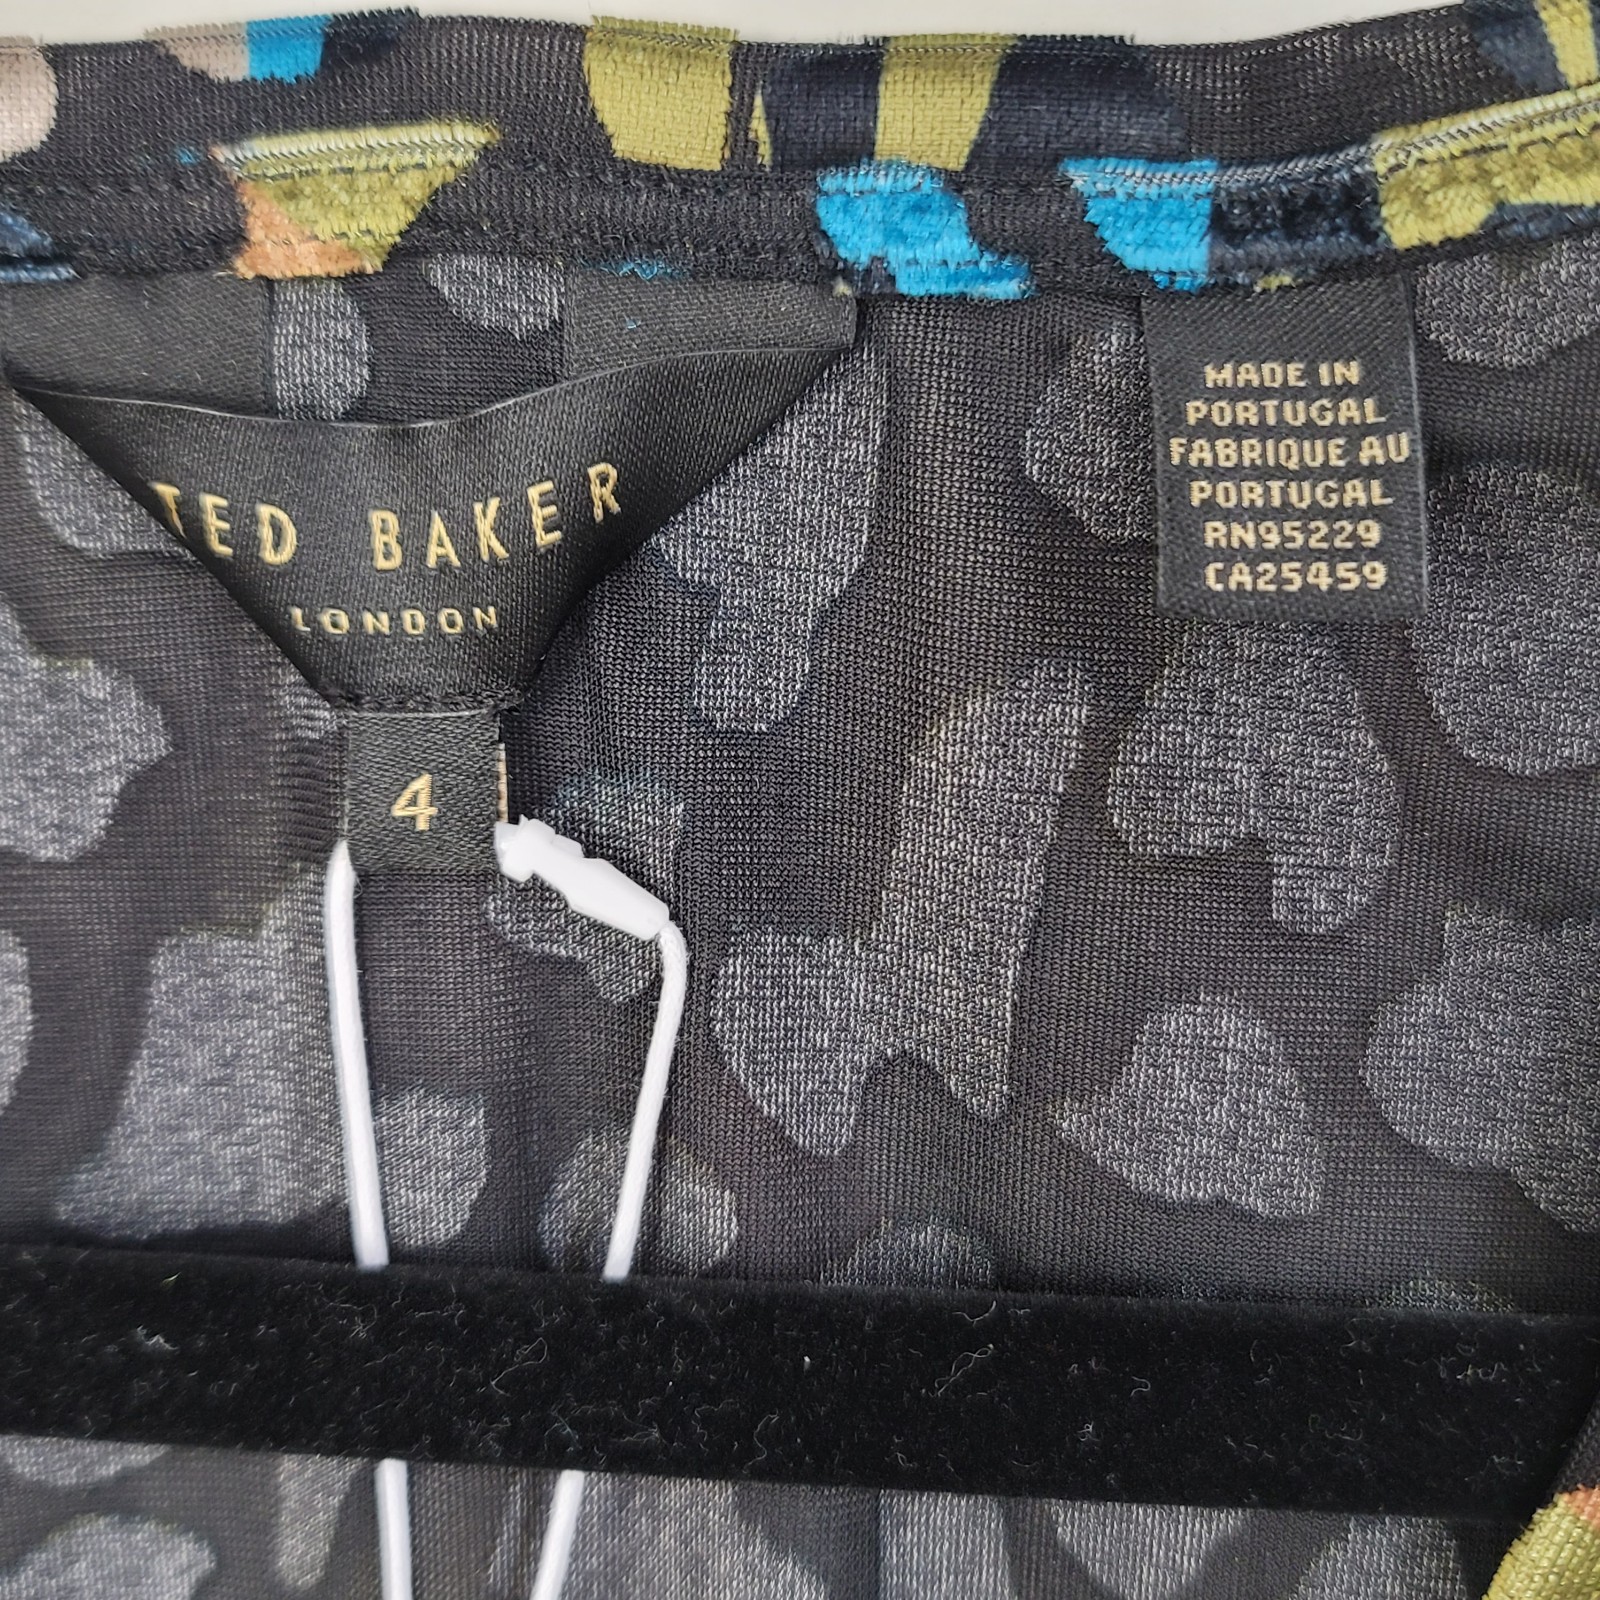 TED BAKER
LONDON
4
MADE IN
PORTUGAL
FABRIQUE AU
PORTUGAL
RN95229
CA25459